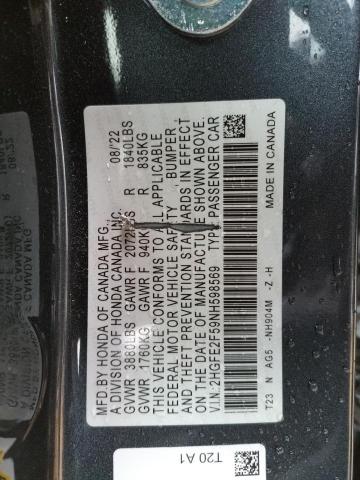 MFD. BY HONDA OF CANADA MFG. 08/'22
A DIVISION OF HONDA CANADA INC.
GVWR 3880LBS GAWR F 2072LBS R 1840LBS
GVWR 1760KG GAWR F 940KG R 835KG
THIS VEHICLE CONFORMS TO ALL APPLICABLE
FEDERAL MOTOR VEHICLE SAFETY BUMPER,
AND THEFT PREVENTION STANDARDS IN EFFECT
ON THE DATE OF MANUFACTURE SHOWN ABOVE.
V.I.N: 2HGFE2F59NH598569 TYPE: PASSENGER CAR
T23 N AG5 -NH904M -Z -H MADE IN CANADA
T20 A1